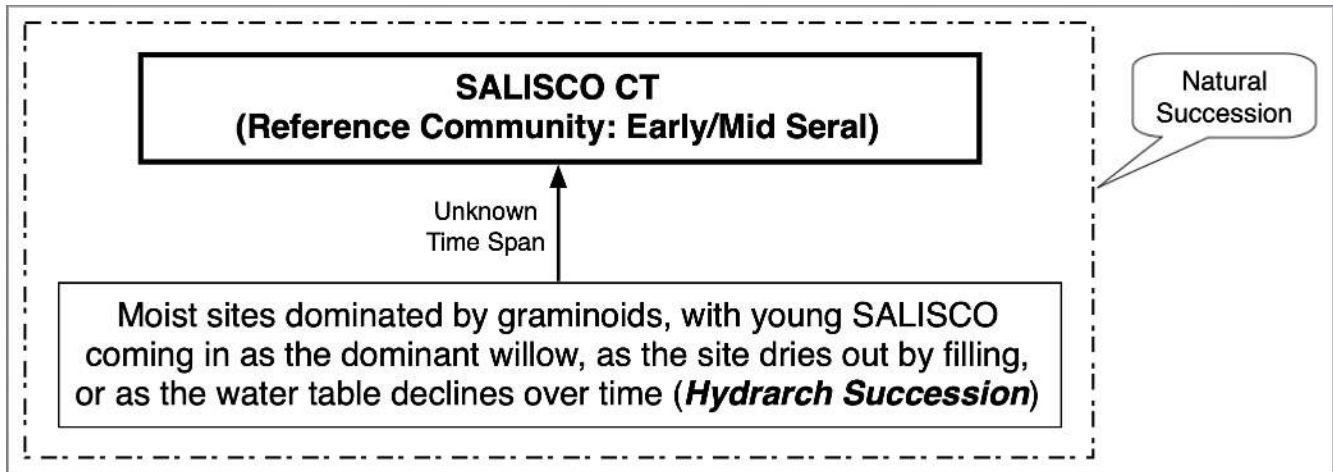 SALISCO CT
(Reference Community: Early/Mid Seral)
Natural
Succession
Unknown
Time Span
Moist sites dominated by graminoids, with young SALISCO
coming in as the dominant willow, as the site dries out by filling,
or as the water table declines over time (Hydrarch Succession)